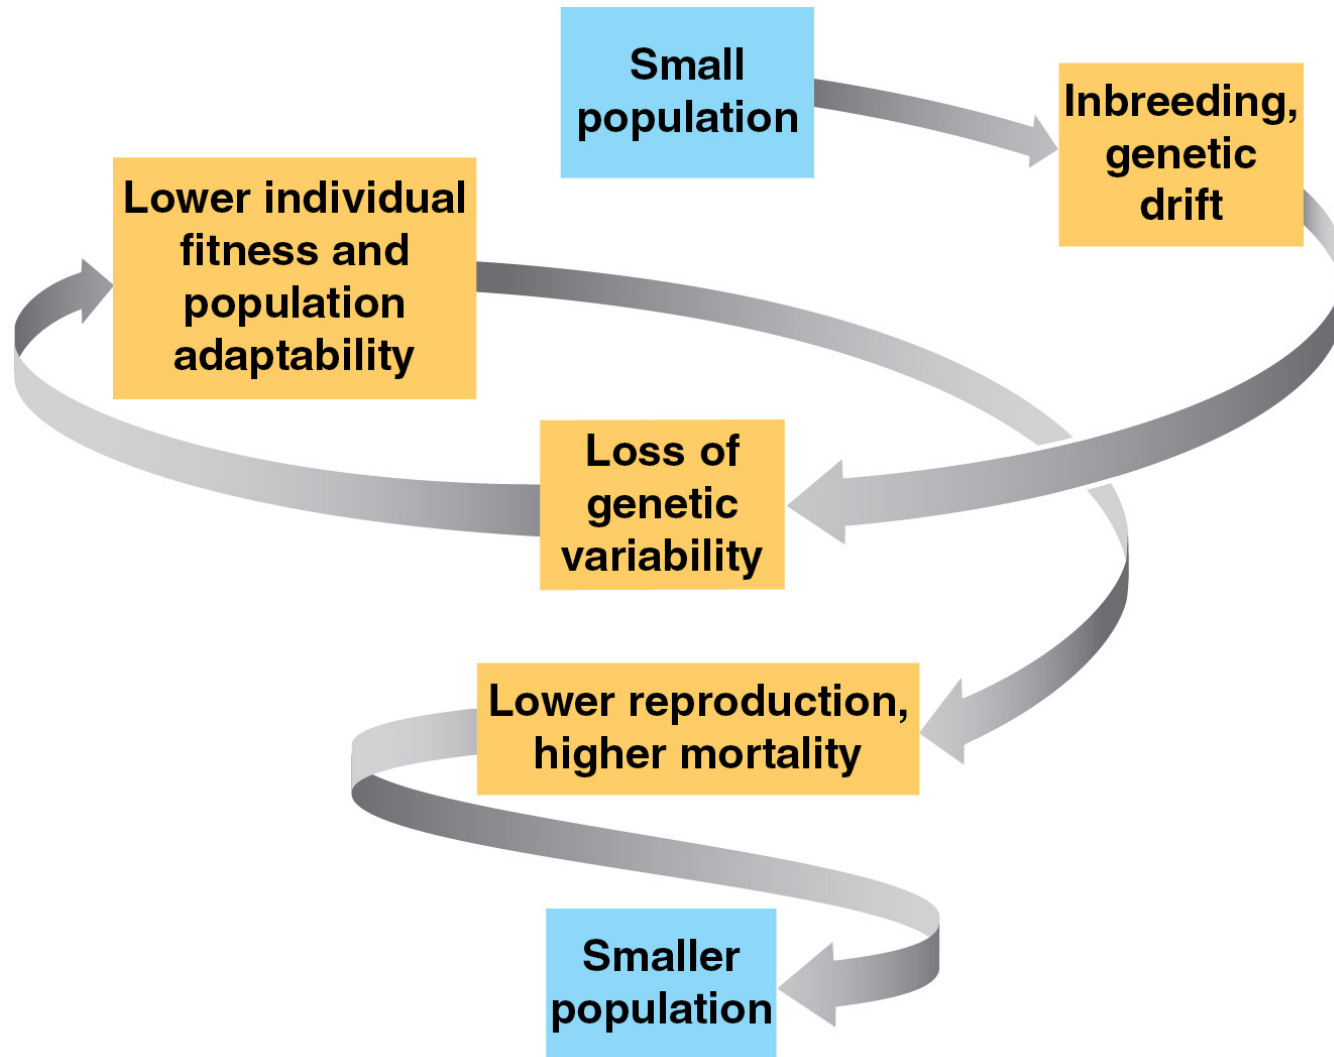 Small
population
Inbreeding,
genetic
drift
Lower individual
fitness and
population
adaptability
Loss of
genetic
variability
Lower reproduction,
higher mortality
Smaller
population